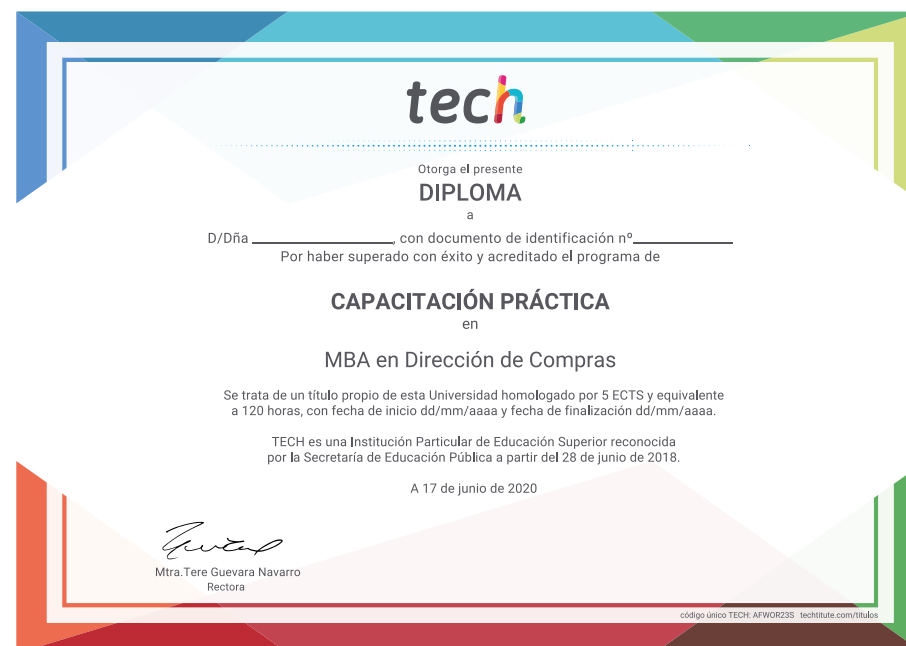 tech
Otorga el presente
DIPLOMA
a
D/Dña ____________________, con documento de identificación nº______________
Por haber superado con éxito y acreditado el programa de
CAPACITACIÓN PRÁCTICA
en
MBA en Dirección de Compras
Se trata de un título propio de esta Universidad homologado por 5 ECTS y equivalente
a 120 horas, con fecha de inicio dd/mm/aaaa y fecha de finalización dd/mm/aaaa.
TECH es una Institución Particular de Educación Superior reconocida
por la Secretaría de Educación Pública a partir del 28 de junio de 2018.
A 17 de junio de 2020
Mtra.Tere Guevara Navarro
Rectora
código único TECH: AFWOR23S techtitute.com/titulos